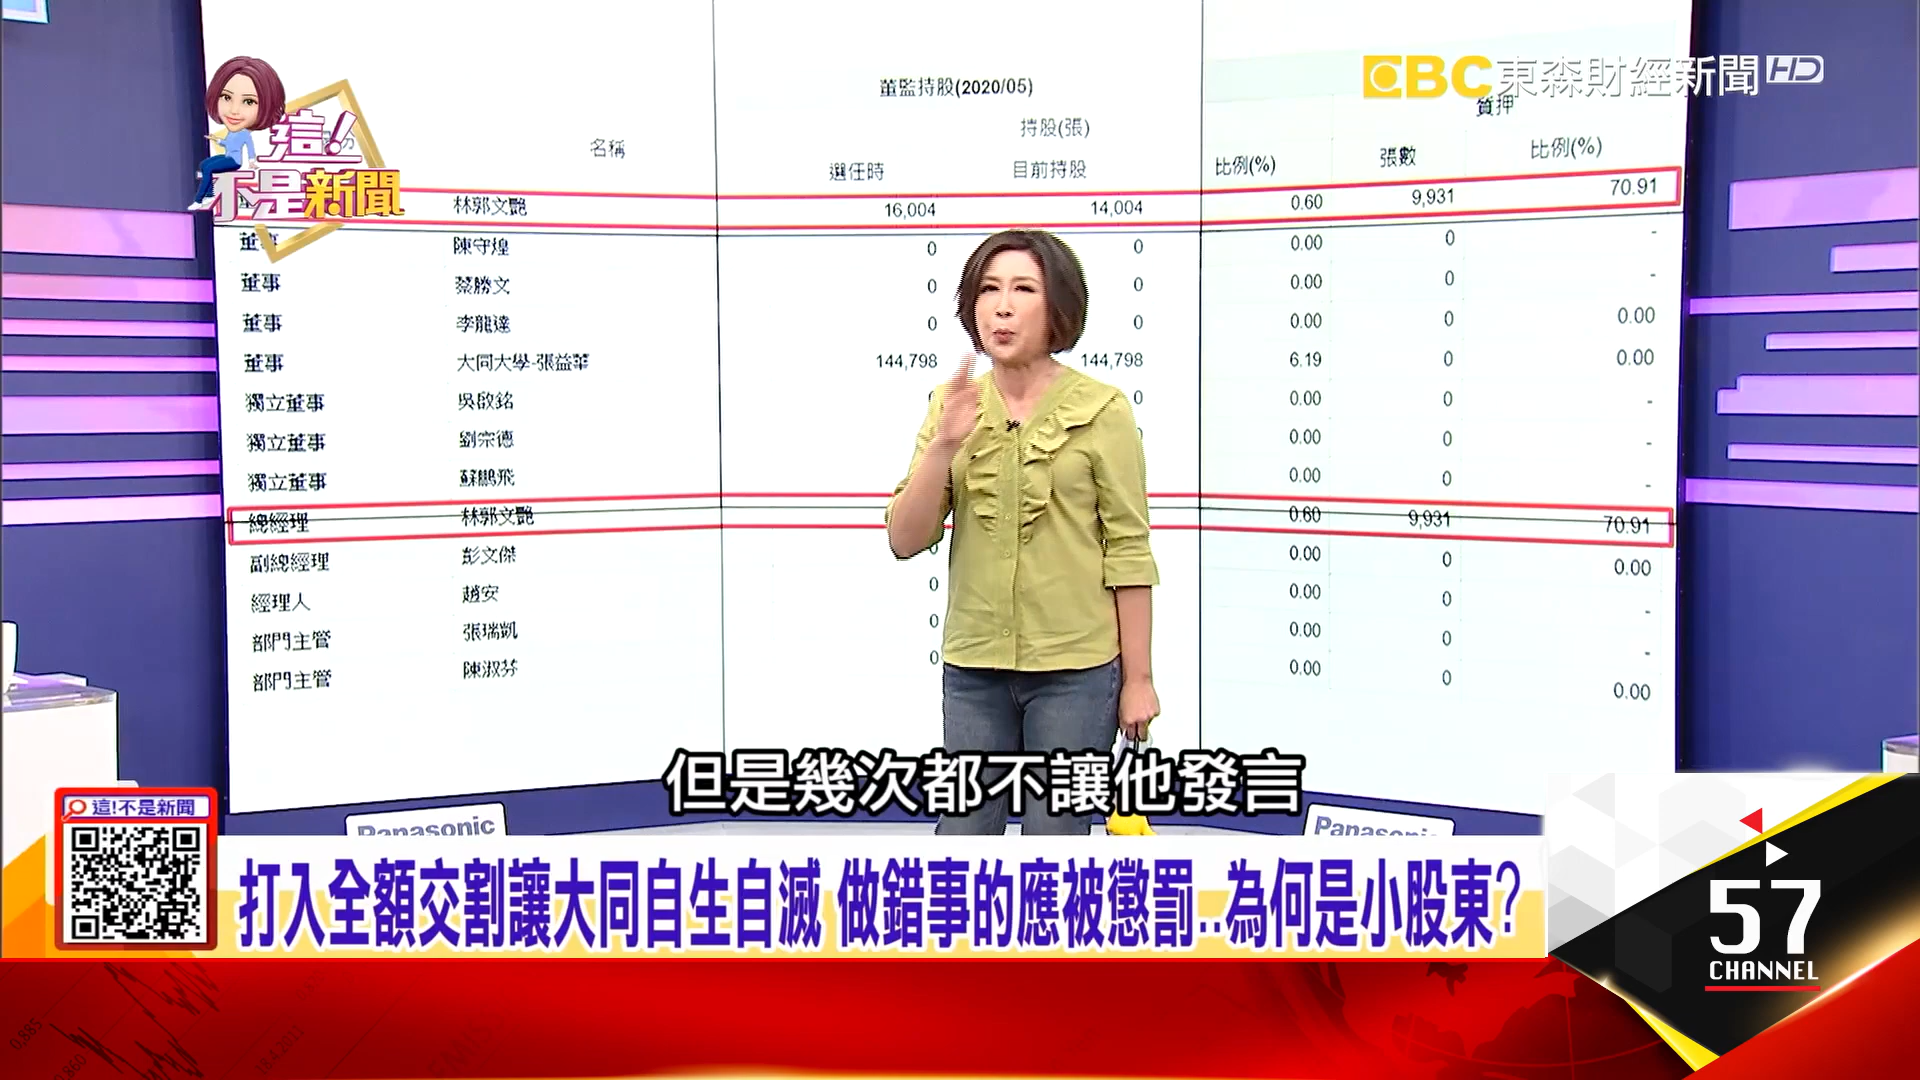 EBC 東森財經新聞 HD
這!
不是新聞
董監持股(2020/05)
持股(張) 質押
名稱 選任時 目前持股 比例(%) 張數 比例(%)
林郭文艷 16,004 14,004 0.60 9,931 70.91
董事 陳守煌 0 0 0.00 0 -
董事 蔡勝文 0 0 0.00 0 -
董事 李龍達 0 0 0.00 0 0.00
董事 大同大學-張益華 144,798 144,798 6.19 0 0.00
獨立董事 吳啟銘 0 0.00 0 -
獨立董事 劉宗德 0.00 0 -
獨立董事 蘇鵬飛 0.00 0 -
總經理 林郭文艷 0.60 9,931 70.91
副總經理 彭文傑 0 0.00 0 0.00
經理人 趙安 0 0.00 0 -
部門主管 張瑞凱 0 0.00 0 -
部門主管 陳淑芬 0 0.00 0 0.00
但是幾次都不讓他發言
Panasonic
Panasonic
這!不是新聞
打入全額交割讓大同自生自滅 做錯事的應被懲罰..為何是小股東?
57
CHANNEL